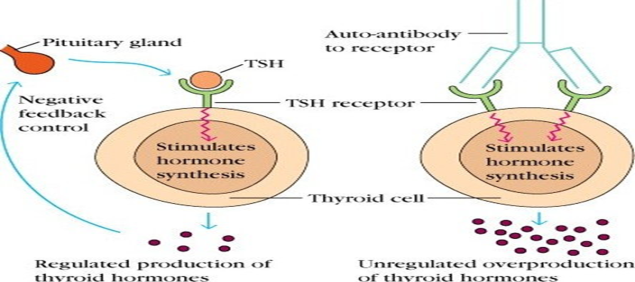 Pituitary gland
TSH
Negative
feedback
control
Stimulates
hormone
synthesis
Regulated production of
thyroid hormones
Auto-antibody
to receptor
TSH receptor
Stimulates
hormone
synthesis
Thyroid cell
Unregulated overproduction
of thyroid hormones